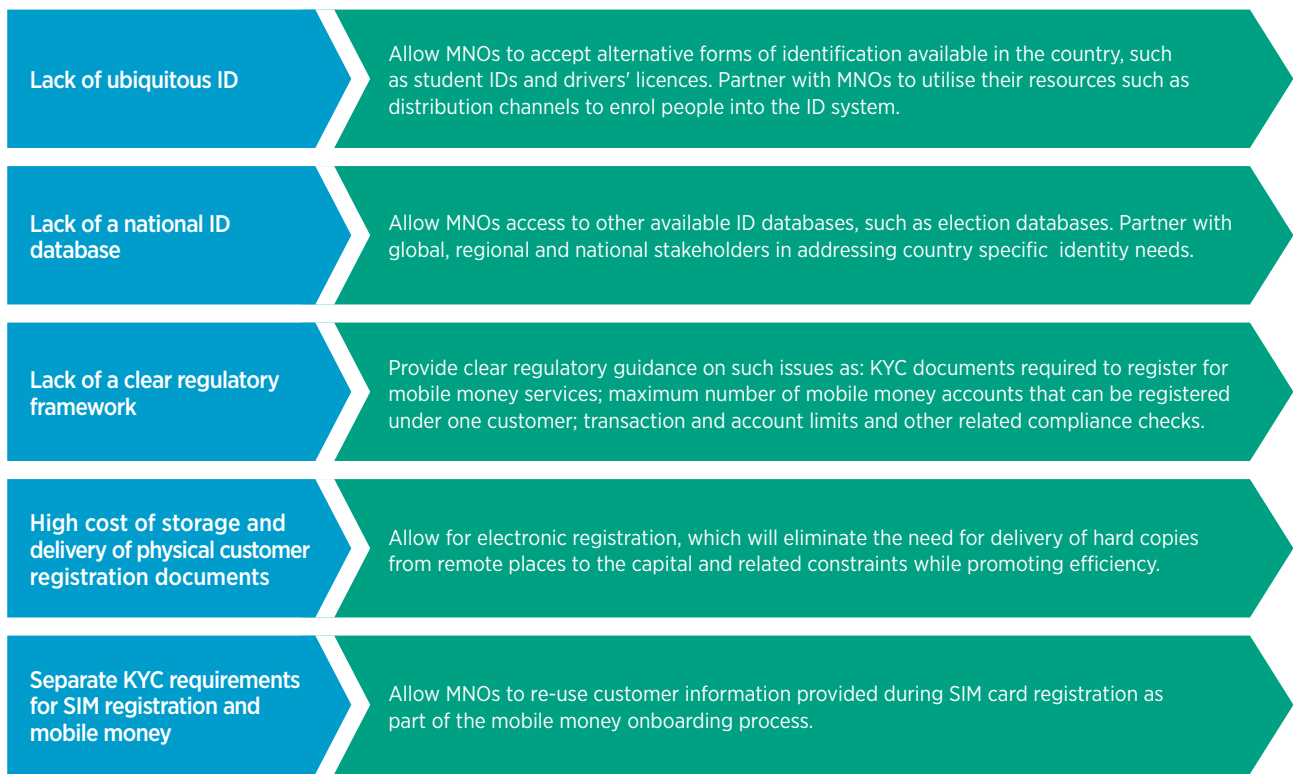 Lack of ubiquitous ID
Allow MNOs to accept alternative forms of identification available in the country, such
as student IDs and drivers' licences. Partner with MNOs to utilise their resources such as
distribution channels to enrol people into the ID system.
Lack of a national ID
database
Allow MNOs access to other available ID databases, such as election databases. Partner with
global, regional and national stakeholders in addressing country specific identity needs.
Lack of a clear regulatory
framework
Provide clear regulatory guidance on such issues as: KYC documents required to register for
mobile money services; maximum number of mobile money accounts that can be registered
under one customer; transaction and account limits and other related compliance checks.
High cost of storage and
delivery of physical customer
registration documents
Allow for electronic registration, which will eliminate the need for delivery of hard copies
from remote places to the capital and related constraints while promoting efficiency.
Separate KYC requirements
for SIM registration and
mobile money
Allow MNOs to re-use customer information provided during SIM card registration as
part of the mobile money onboarding process.